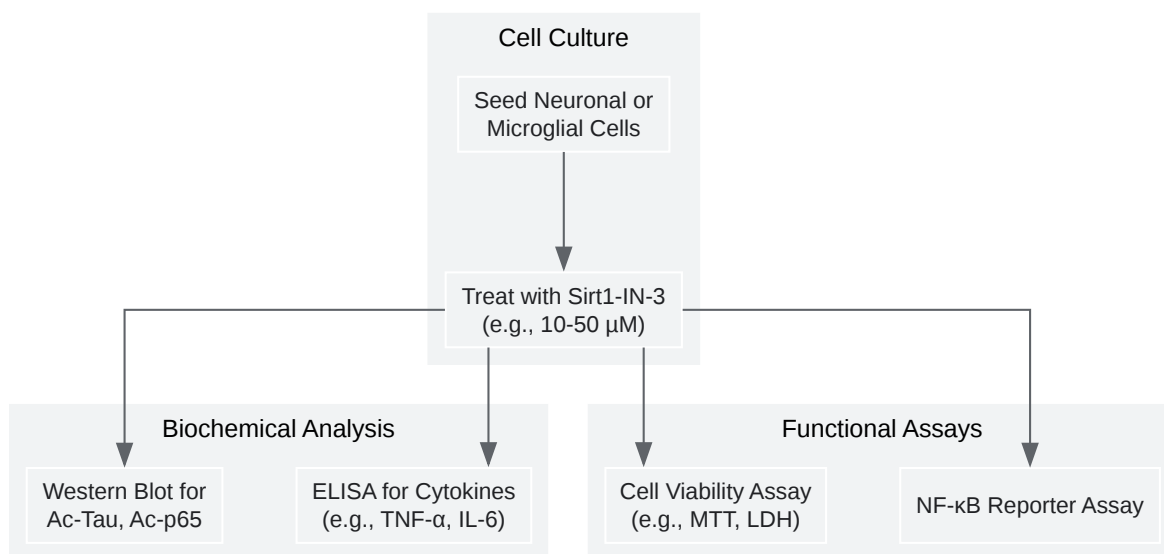 Cell Culture
Seed Neuronal or
Microglial Cells
Treat with Sirt1-IN-3
(e.g., 10-50 µM)
Biochemical Analysis
Western Blot for
Ac-Tau, Ac-p65
ELISA for Cytokines
(e.g., TNF-α, IL-6)
Functional Assays
Cell Viability Assay
(e.g., MTT, LDH)
NF-κB Reporter Assay